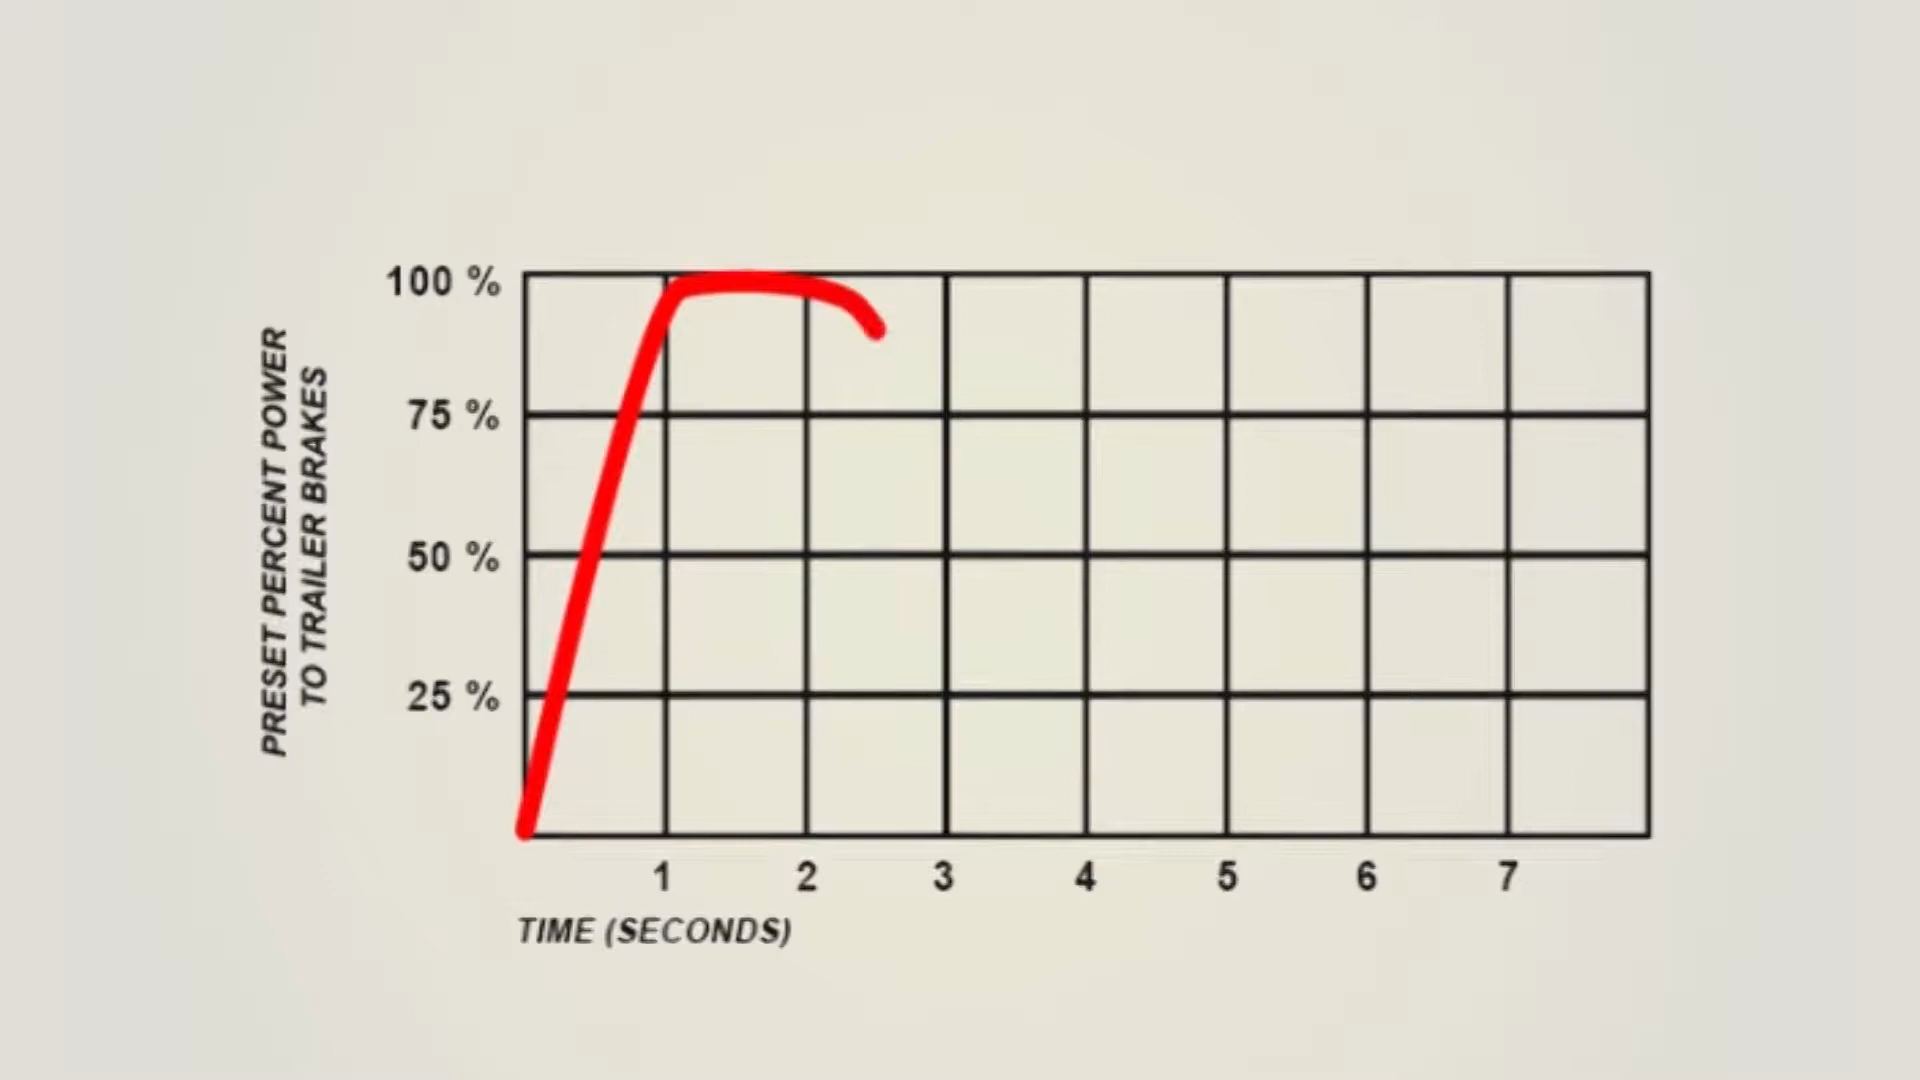 PRESET PERCENT POWER
TO TRAILER BRAKES
100 %
75 %
50 %
25 %
1 2 3 4 5 6 7
TIME (SECONDS)